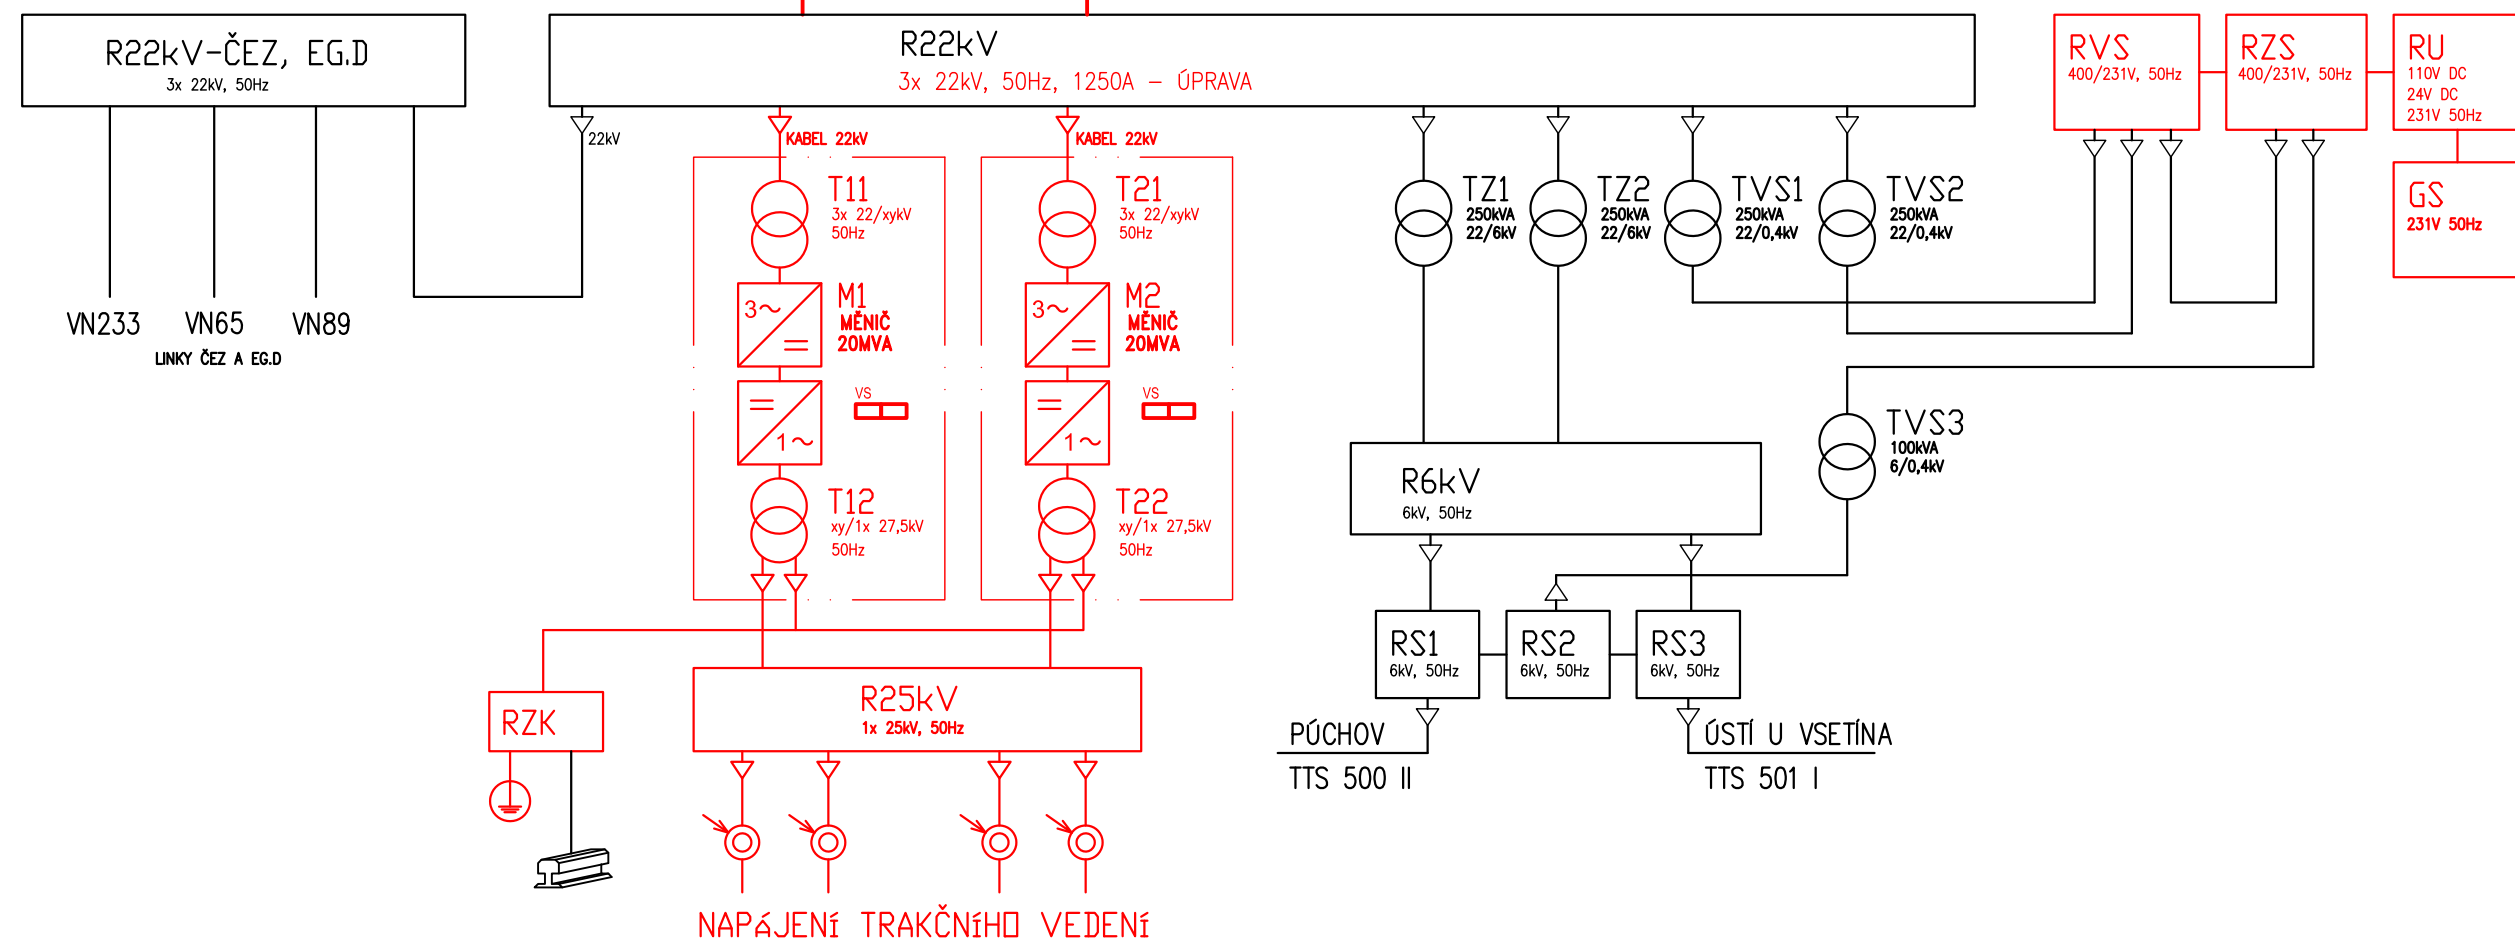 R22kV-ČEZ, EG.D
3x 22kV, 50Hz
R22kV
3x 22kV, 50Hz, 1250A - ÚPRAVA
RVS
400/231V, 50Hz
RZS
400/231V, 50Hz
RU
110V DC
24V DC
231V 50Hz
22kV
KABEL 22kV
KABEL 22kV
T11
3x 22/xykV
50Hz
T21
3x 22/xykV
50Hz
TZ1
250kVA
22/6kV
TZ2
250kVA
22/6kV
TVS1
250kVA
22/0,4kV
TVS2
250kVA
22/0,4kV
GS
231V 50Hz
VN233
VN65
VN89
LINKY ČEZ A EG.D
3~
=
M1
MĚNIČ
20MVA
3~
=
M2
MĚNIČ
20MVA
=
1~
VS
=
1~
VS
TVS3
100kVA
6/0,4kV
T12
xy/1x 27,5kV
50Hz
T22
xy/1x 27,5kV
50Hz
R6kV
6kV, 50Hz
RS1
6kV, 50Hz
RS2
6kV, 50Hz
RS3
6kV, 50Hz
RZK
R25kV
1x 25kV, 50Hz
PÚCHOV
TTS 500 II
ÚSTÍ U VSETÍNA
TTS 501 I
NAPÁJENÍ TRAKČNÍHO VEDENÍ